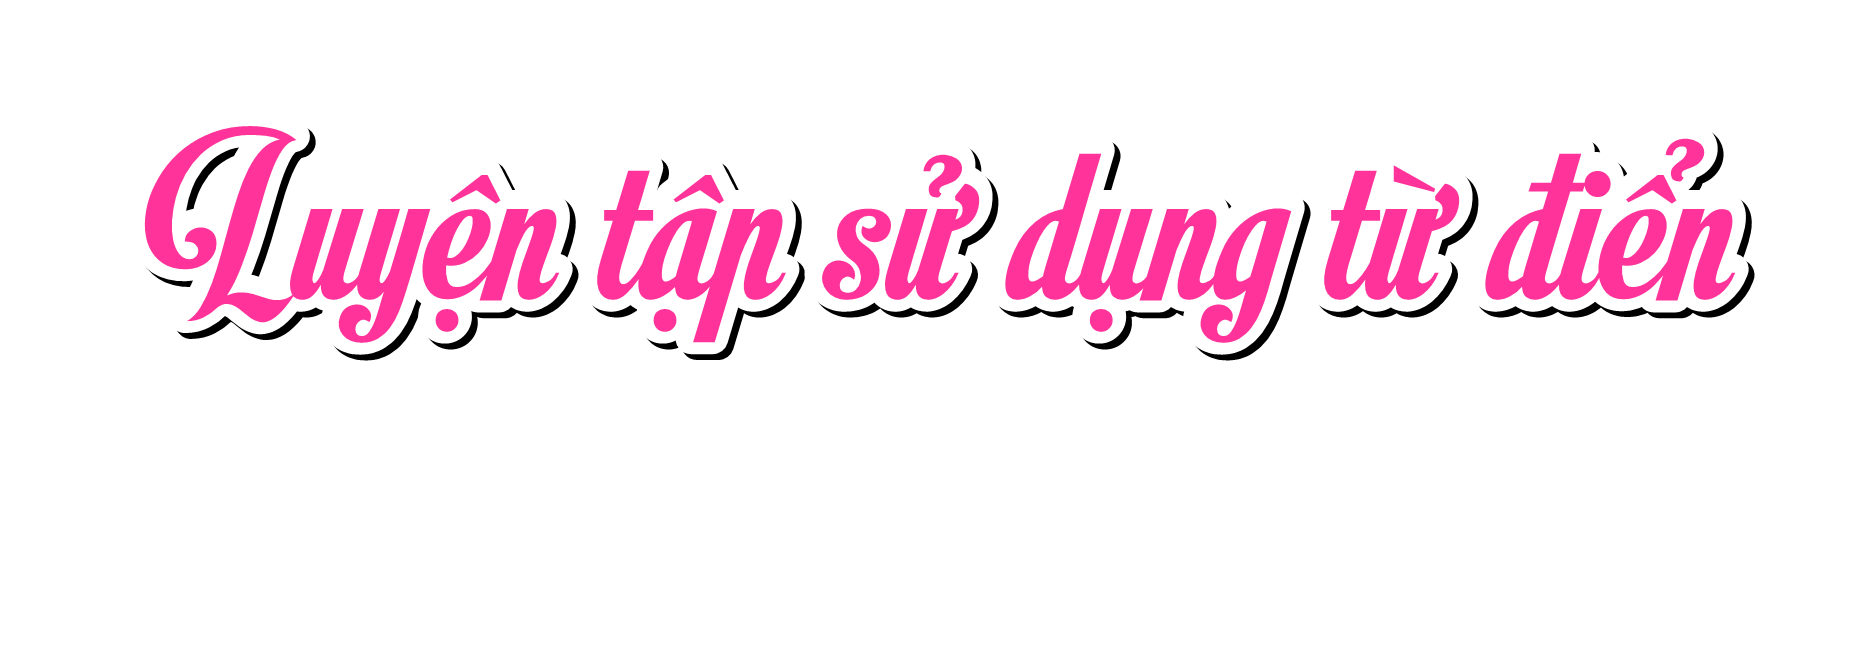 Luyện tập sử dụng từ điển